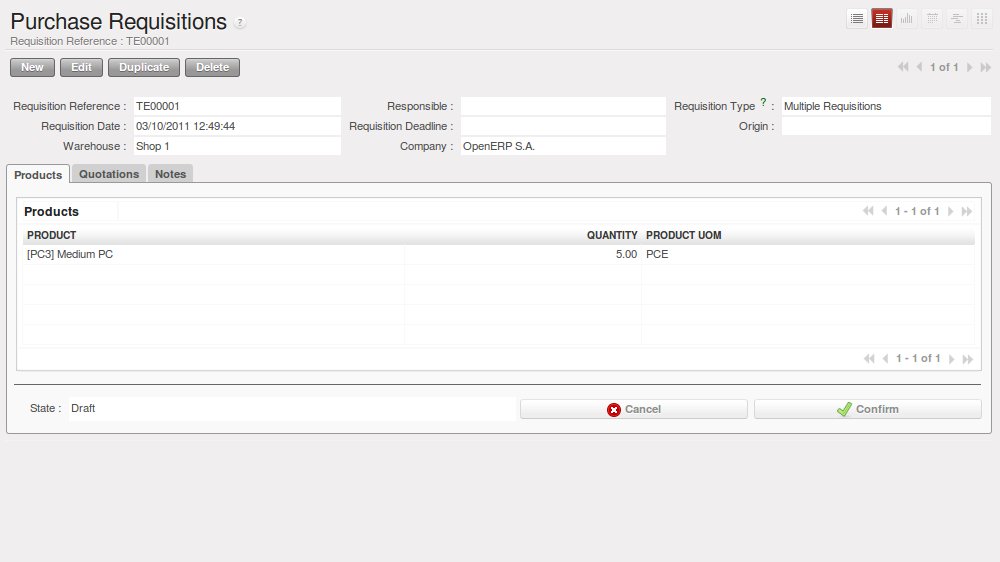 Purchase Requisitions ?
Requisition Reference : TE00001
New Edit Duplicate Delete 1 of 1
Requisition Reference : TE00001 Responsible : Requisition Type ? : Multiple Requisitions
Requisition Date : 03/10/2011 12:49:44 Requisition Deadline : Origin :
Warehouse : Shop 1 Company : OpenERP S.A.
Products Quotations Notes
Products 1 - 1 of 1
PRODUCT QUANTITY PRODUCT UOM
[PC3] Medium PC 5.00 PCE
1 - 1 of 1
State : Draft Cancel Confirm